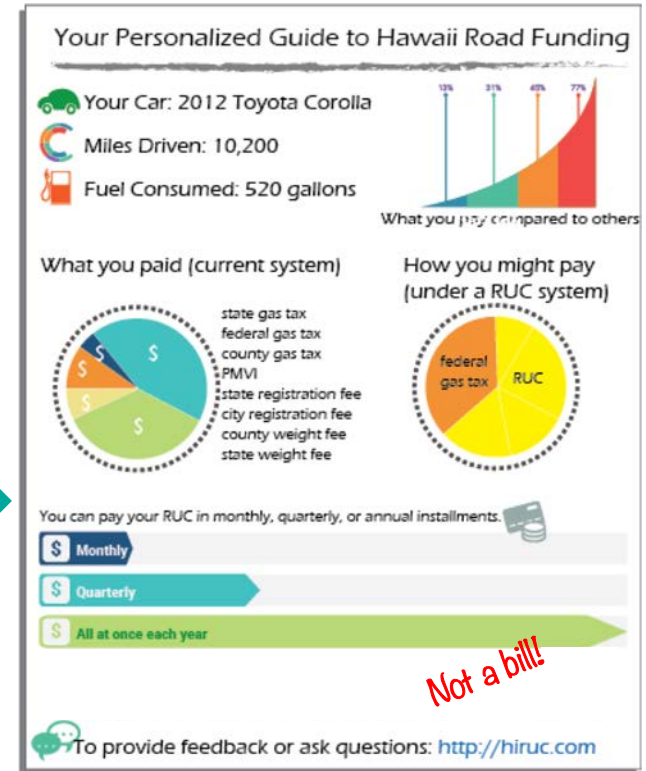 Your Personalized Guide to Hawaii Road Funding
Your Car: 2012 Toyota Corolla
Miles Driven: 10,200
Fuel Consumed: 520 gallons
13% 31% 45% 77%
What you pay compared to others
What you paid (current system)
$
$
$
$
$
state gas tax
federal gas tax
county gas tax
PMVI
state registration fee
city registration fee
county weight fee
state weight fee
How you might pay
(under a RUC system)
federal
gas tax
RUC
You can pay your RUC in monthly, quarterly, or annual installments.
$ Monthly
$ Quarterly
$ All at once each year
Not a bill!
To provide feedback or ask questions: http://hiruc.com